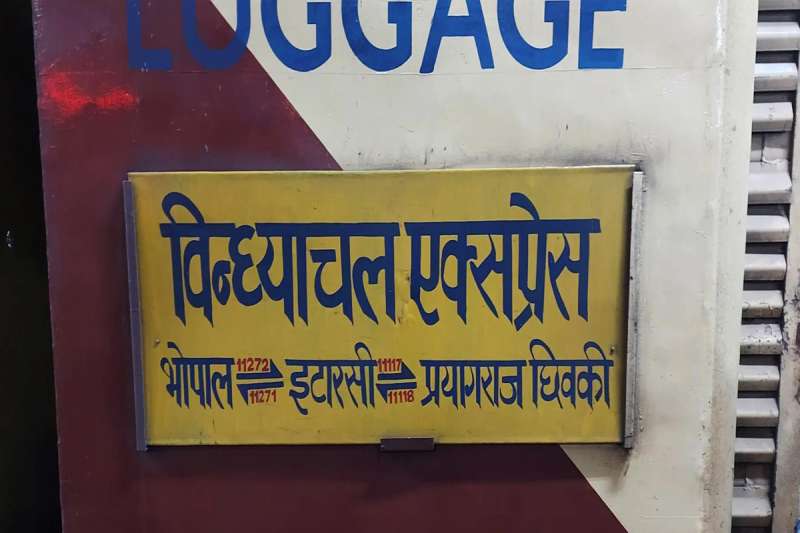 LUGGAGE
विन्ध्याचल एक्सप्रेस
भोपाल 11272 11271 इटारसी 11117 11118 प्रयागराज छिवकी